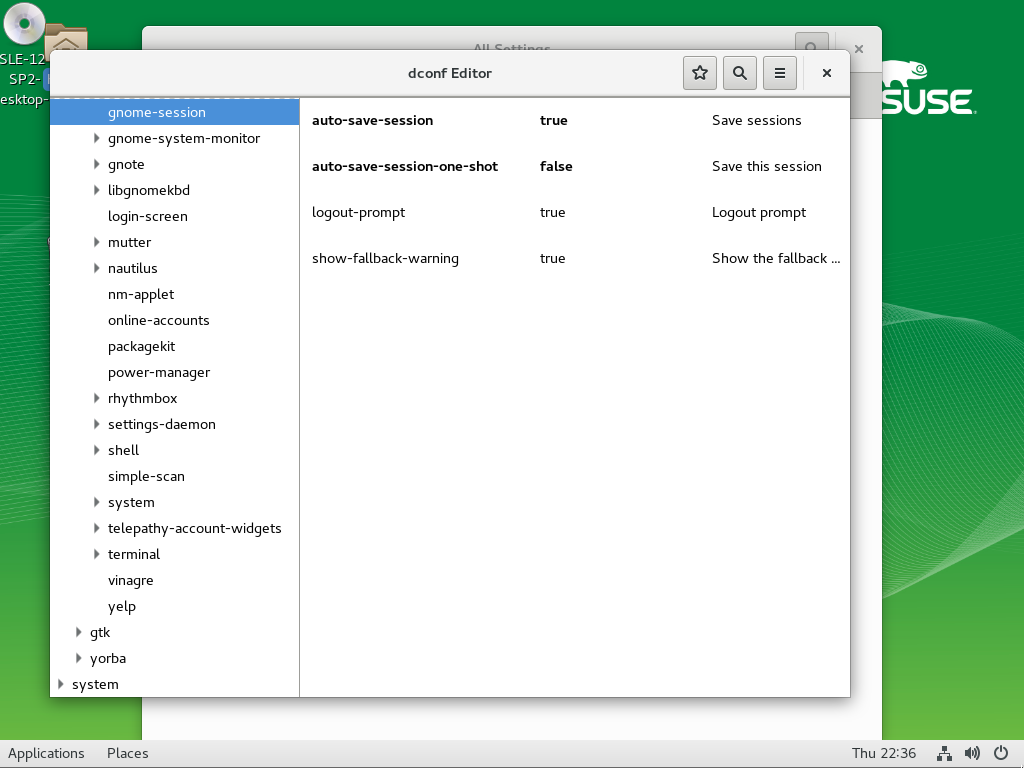 All Settings
SLE-12
SP2-
esktop-
dconf Editor
SUSE
gnome-session
gnome-system-monitor
gnote
libgnomekbd
login-screen
mutter
nautilus
nm-applet
online-accounts
packagekit
power-manager
rhythmbox
settings-daemon
shell
simple-scan
system
telepathy-account-widgets
terminal
vinagre
yelp
gtk
yorba
system
auto-save-session true Save sessions
auto-save-session-one-shot false Save this session
logout-prompt true Logout prompt
show-fallback-warning true Show the fallback ...
Applications Places Thu 22:36